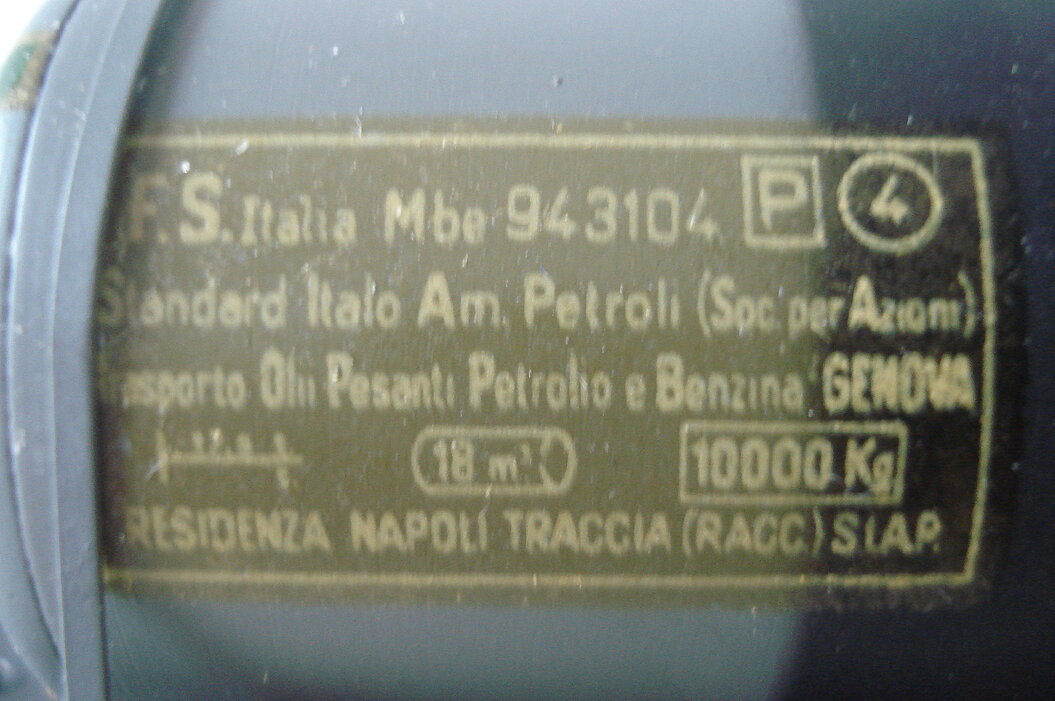 F.S. Italia Mbe 943104 P 4
Standard Italo Am. Petroli (Soc. per Azioni)
Trasporto Olii Pesanti Petrolio e Benzina GENOVA
18 m³ 10000 Kg
RESIDENZA NAPOLI TRACCIA (RACC.) S.I.A.P.